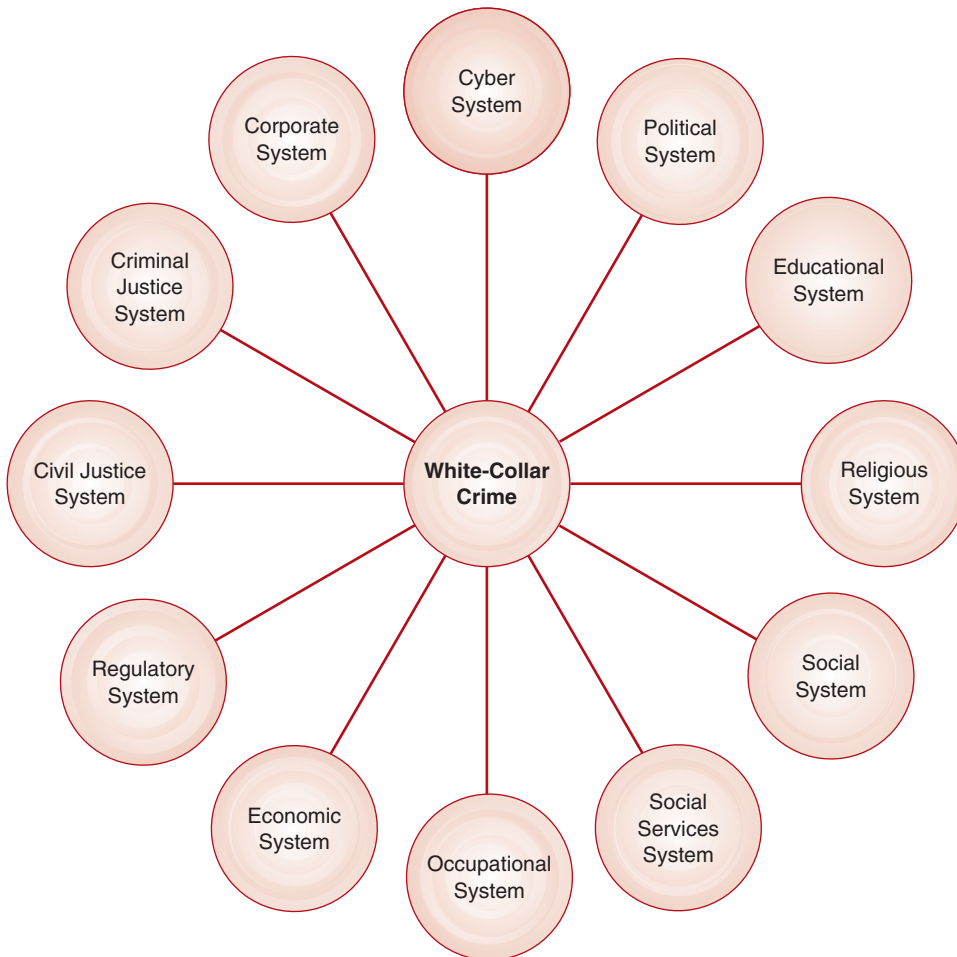 Cyber
System
Political
System
Educational
System
Religious
System
Social
System
Social
Services
System
Occupational
System
Economic
System
Regulatory
System
Civil Justice
System
Criminal
Justice
System
Corporate
System
White-Collar
Crime